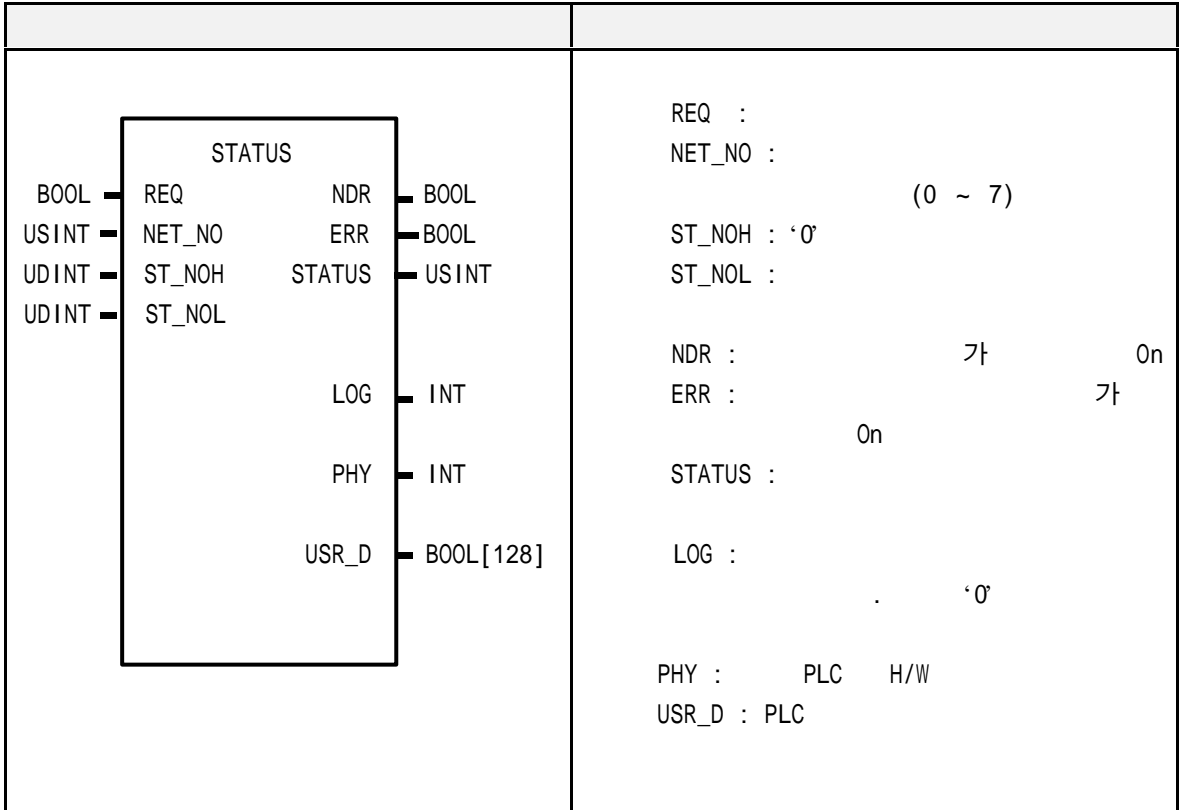 STATUS
BOOL REQ NDR BOOL
USINT NET_NO ERR BOOL
UDINT ST_NOH STATUS USINT
UDINT ST_NOL
LOG INT
PHY INT
USR_D BOOL[128]
REQ :
NET_NO :
(0 ~ 7)
ST_NOH : ‘0’
ST_NOL :
NDR : 가 On
ERR : 가
On
STATUS :
LOG :
. ‘0’
PHY : PLC H/W
USR_D : PLC